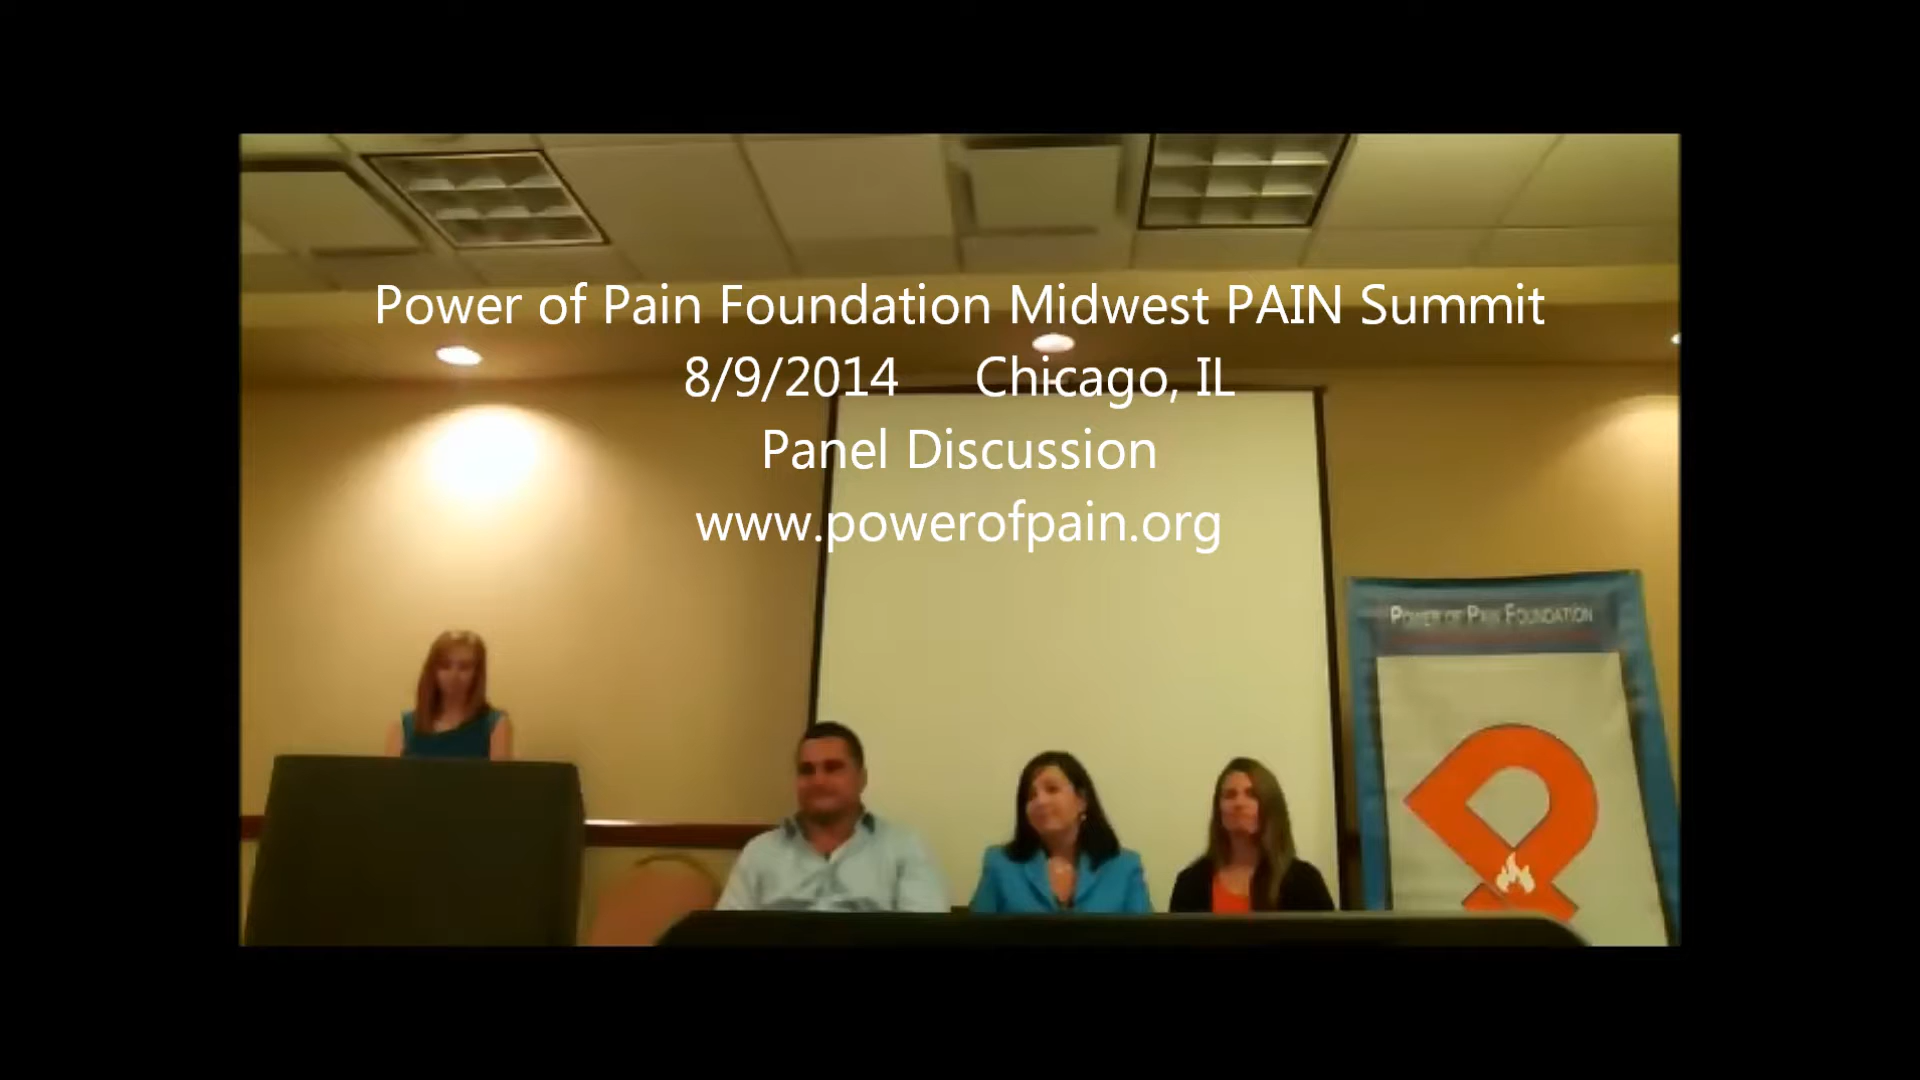 Power of Pain Foundation Midwest PAIN Summit
8/9/2014 Chicago, IL
Panel Discussion
www.powerofpain.org
POWER OF PAIN FOUNDATION